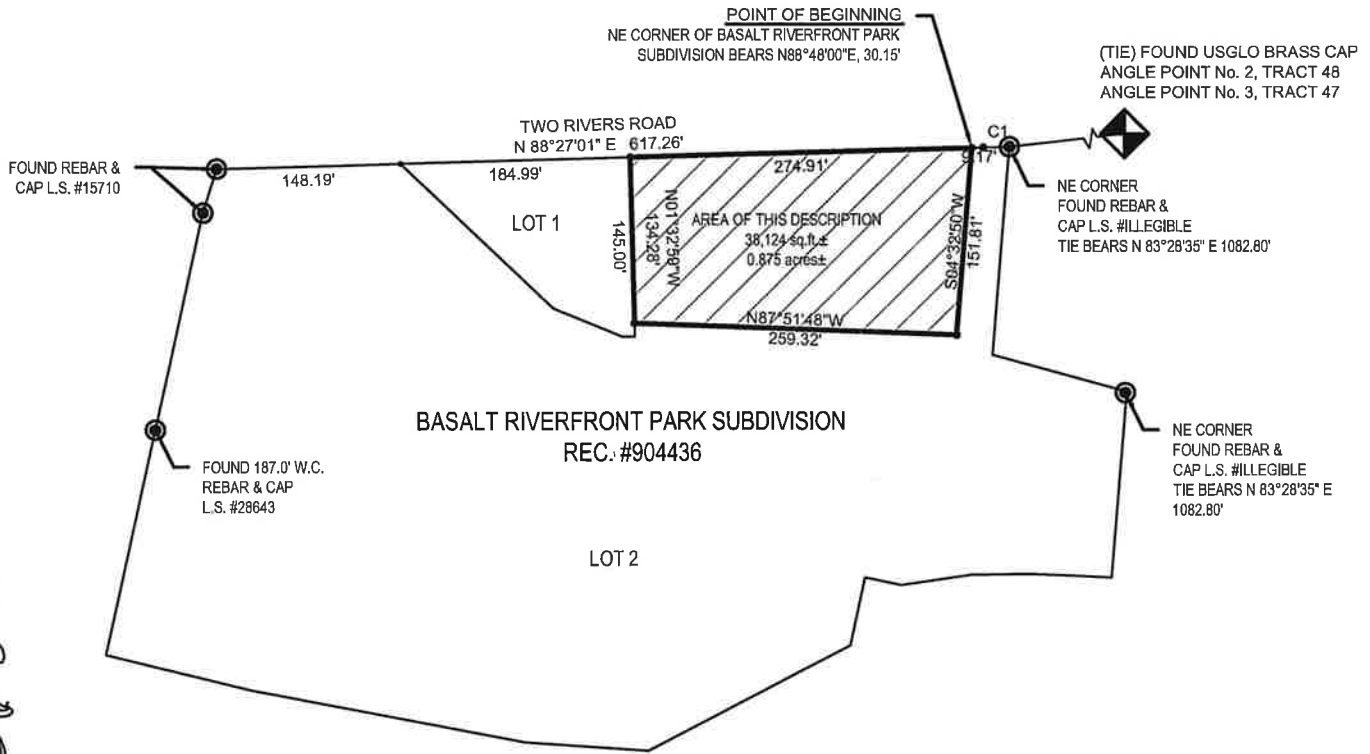 POINT OF BEGINNING
NE CORNER OF BASALT RIVERFRONT PARK
SUBDIVISION BEARS N88°48'00"E, 30.15'
(TIE) FOUND USGLO BRASS CAP
ANGLE POINT No. 2, TRACT 48
ANGLE POINT No. 3, TRACT 47
TWO RIVERS ROAD
N 88°27'01" E 617.26'
C1
FOUND REBAR &
CAP L.S. #15710
148.19'
184.99'
274.91'
9.17'
NE CORNER
FOUND REBAR &
CAP L.S. #ILLEGIBLE
TIE BEARS N 83°28'35" E 1082.80'
LOT 1
145.00'
134.28'
N01°32'59"W
AREA OF THIS DESCRIPTION
38,124 sq.ft.±
0.875 acres±
S04°32'50"W
151.81'
N87°51'48"W
259.32'
BASALT RIVERFRONT PARK SUBDIVISION
REC. #904436
FOUND 187.0' W.C.
REBAR & CAP
L.S. #28643
NE CORNER
FOUND REBAR &
CAP L.S. #ILLEGIBLE
TIE BEARS N 83°28'35" E
1082.80'
LOT 2